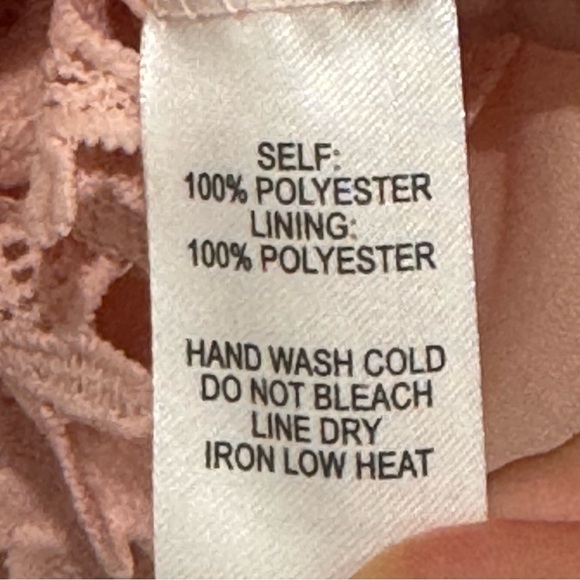 SELF:
100% POLYESTER
LINING:
100% POLYESTER
HAND WASH COLD
DO NOT BLEACH
LINE DRY
IRON LOW HEAT